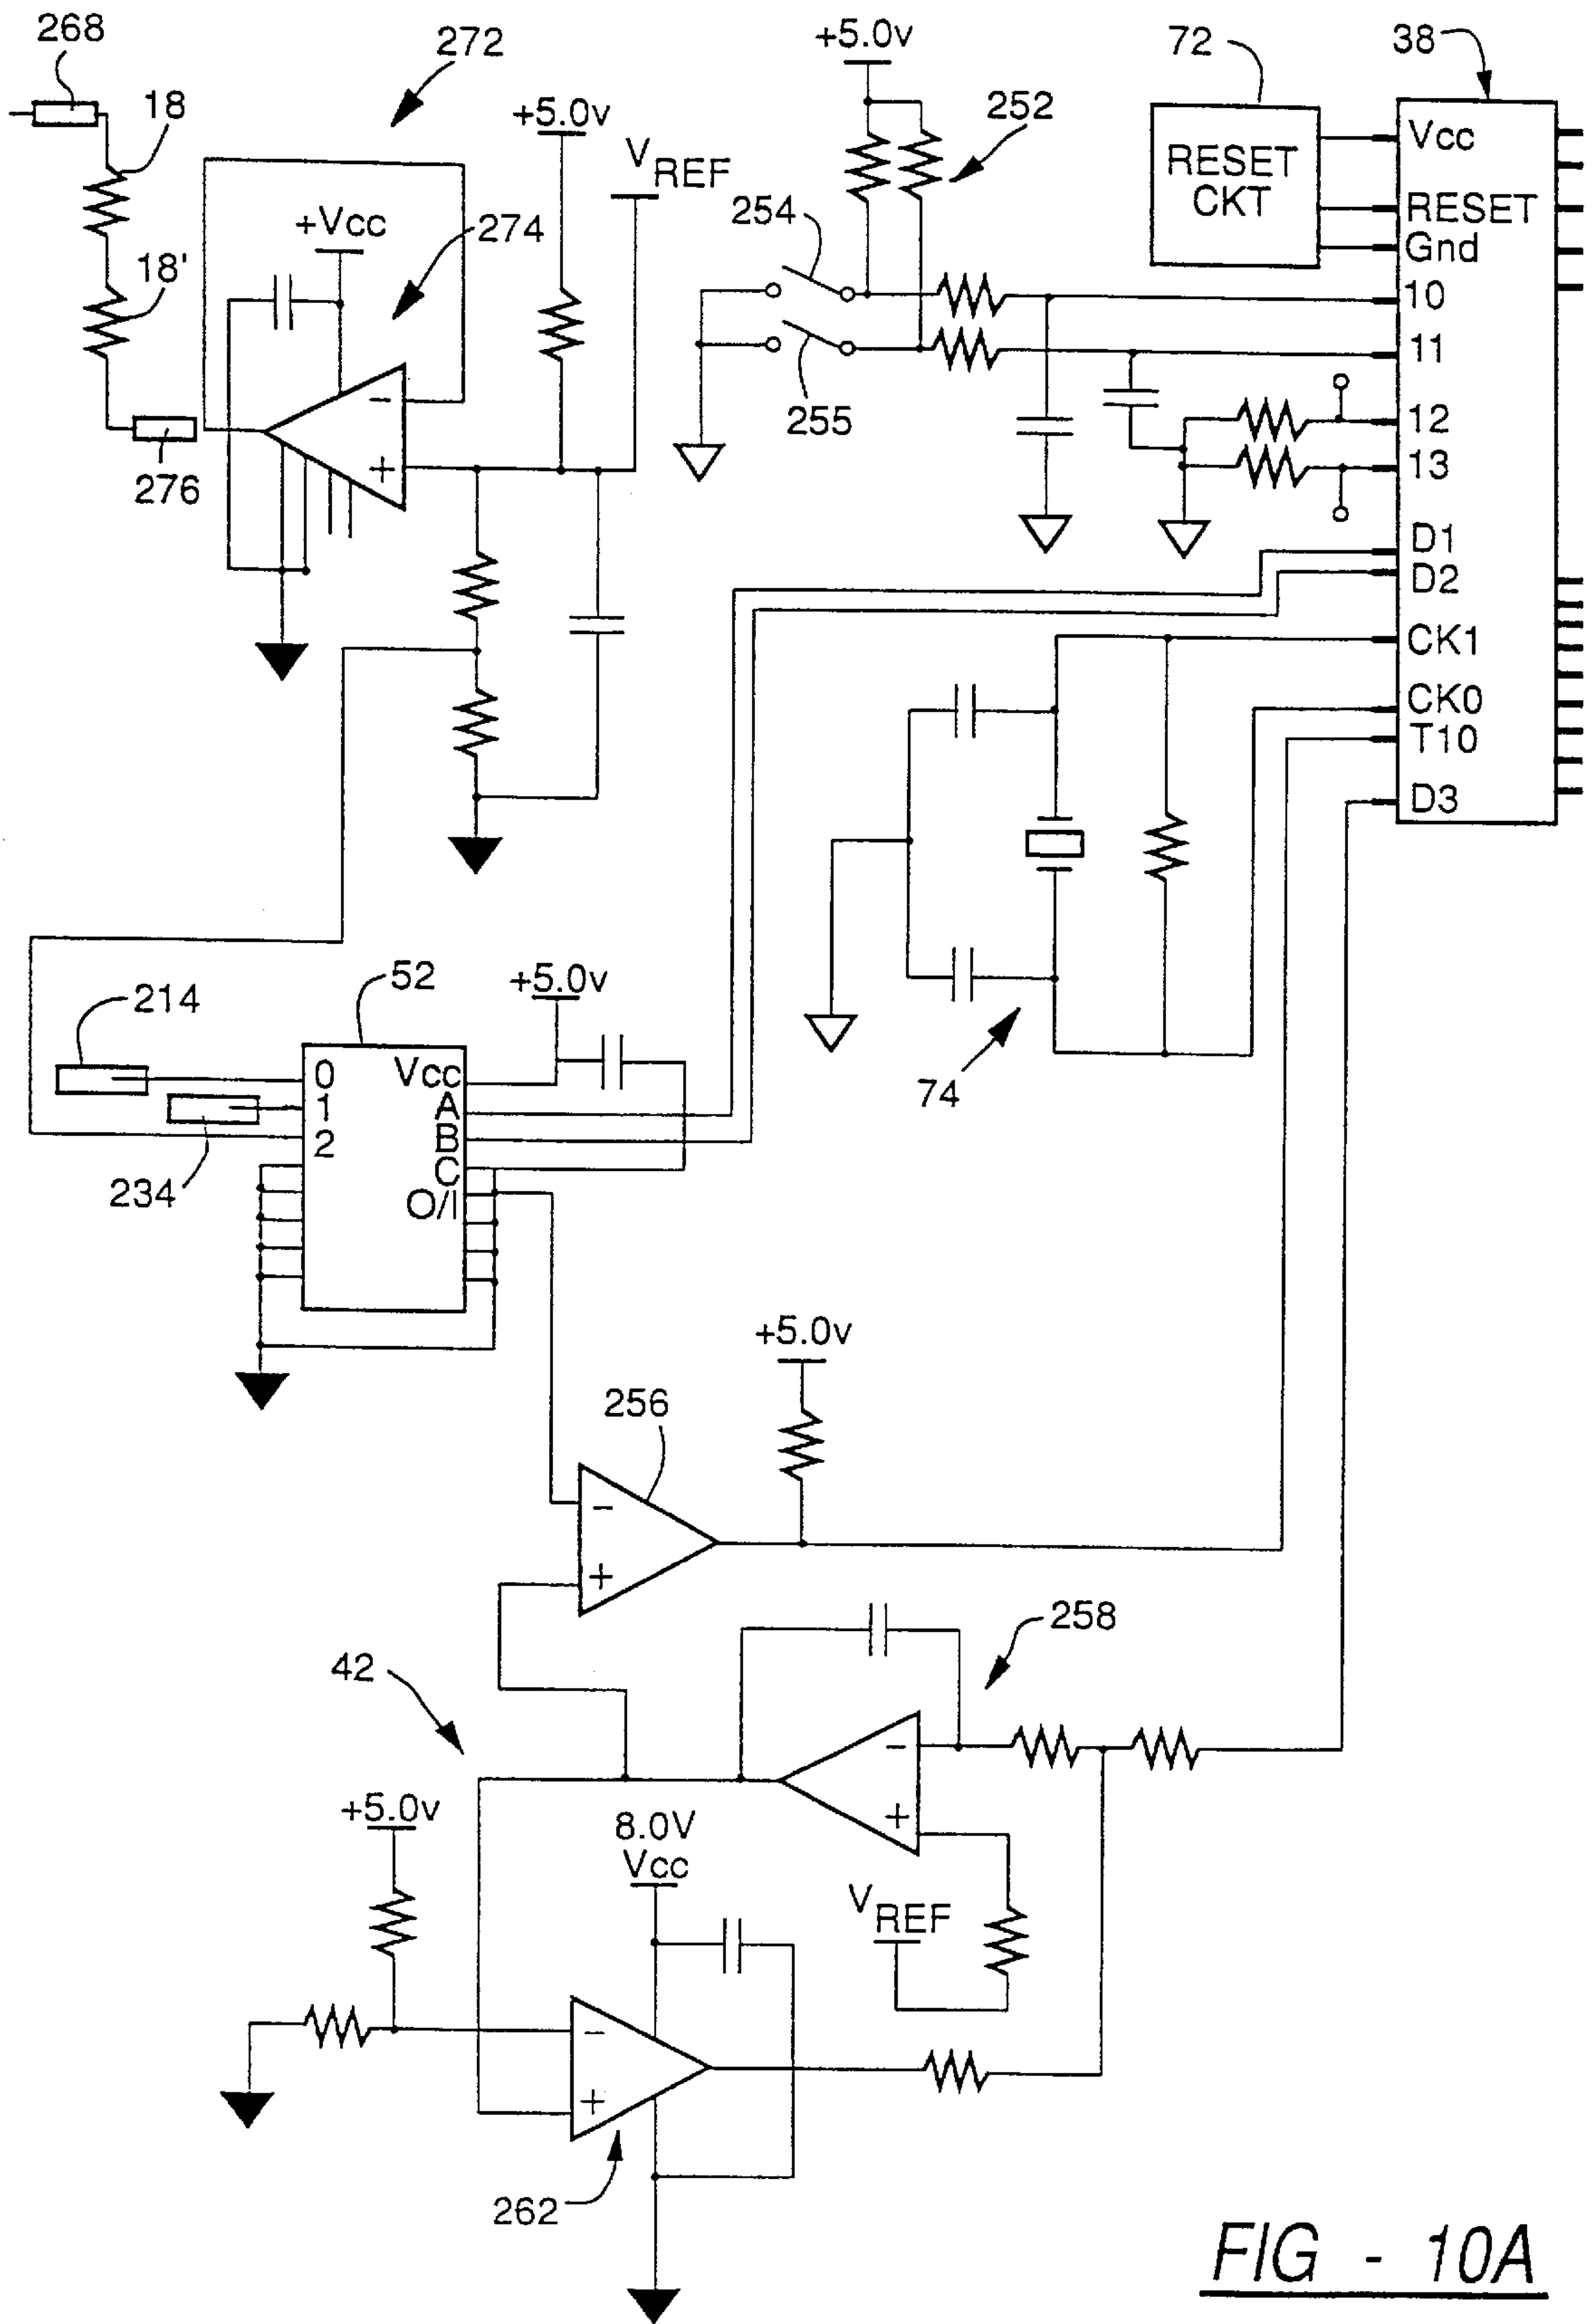 268
272
+5.0v
72
38
18
+5.0v
252
V
REF
RESET
CKT
Vcc
RESET
Gnd
+Vcc
274
254
18'
10
11
255
276
-
+
12
13
D1
D2
CK1
CK0
T10
D3
52
+5.0v
214
0
1
2
Vcc
A
B
C
O/I
234
74
+5.0v
256
-
+
258
42
-
+
+5.0v
8.0V
Vcc
V
REF
-
+
262
FIG - 10A